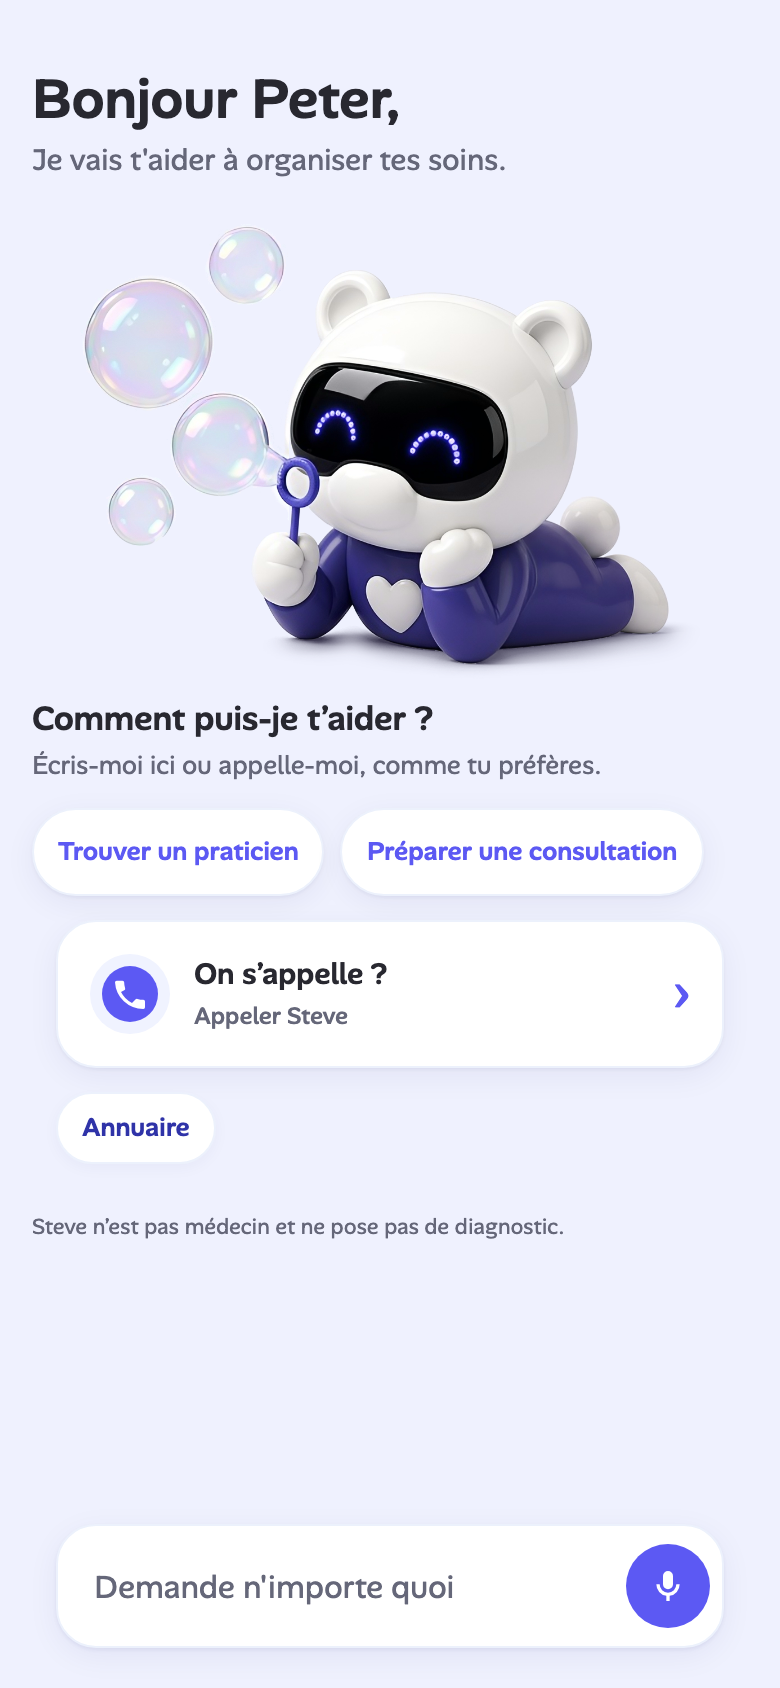 Bonjour Peter,
Je vais t'aider à organiser tes soins.
Comment puis-je t’aider ?
Écris-moi ici ou appelle-moi, comme tu préfères.
Trouver un praticien
Préparer une consultation
On s’appelle ?
Appeler Steve
Annuaire
Steve n’est pas médecin et ne pose pas de diagnostic.
Demande n'importe quoi